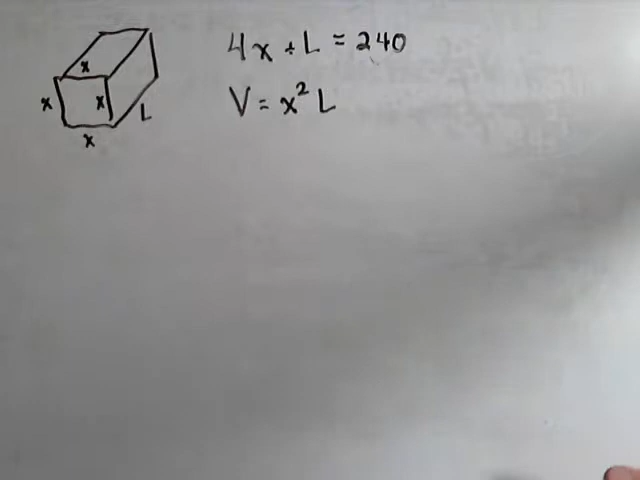 4x + L = 240
V = x² L
x
x
x
x
L